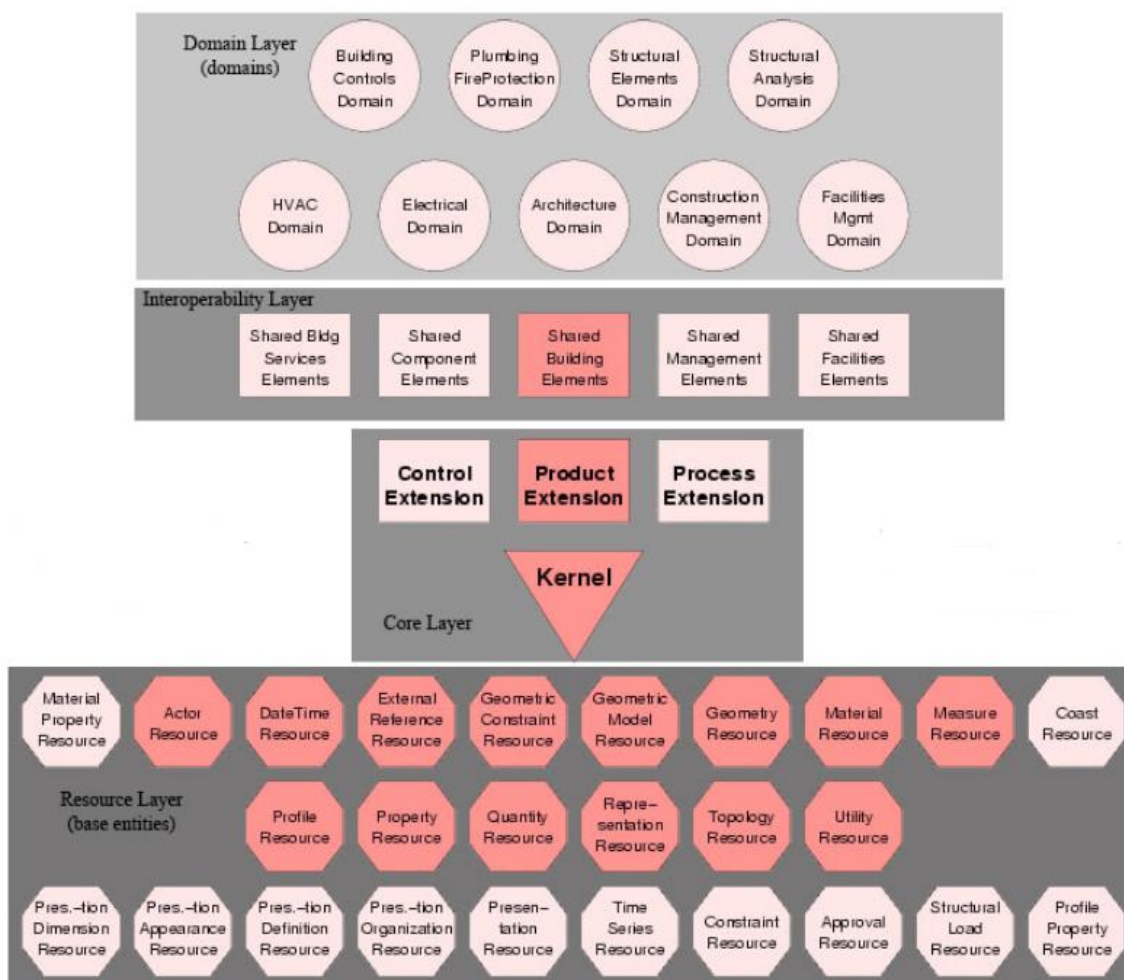 Domain Layer
(domains)
Building
Controls
Domain
Plumbing
FireProtection
Domain
Structural
Elements
Domain
Structural
Analysis
Domain
HVAC
Domain
Electrical
Domain
Architecture
Domain
Construction
Management
Domain
Facilities
Mgmt
Domain
Interoperability Layer
Shared Bldg
Services
Elements
Shared
Component
Elements
Shared
Building
Elements
Shared
Management
Elements
Shared
Facilities
Elements
Control
Extension
Product
Extension
Process
Extension
Kernel
Core Layer
Material
Property
Resource
Actor
Resource
DateTime
Resource
External
Reference
Resource
Geometric
Constraint
Resource
Geometric
Model
Resource
Geometry
Resource
Material
Resource
Measure
Resource
Coast
Resource
Resource Layer
(base entities)
Profile
Resource
Property
Resource
Quantity
Resource
Repre-
sentation
Resource
Topology
Resource
Utility
Resource
Pres.-tion
Dimension
Resource
Pres.-tion
Appearance
Resource
Pres.-tion
Definition
Resource
Pres.-tion
Organization
Resource
Presen-
tation
Resource
Time
Series
Resource
Constraint
Resource
Approval
Resource
Structural
Load
Resource
Profile
Property
Resource